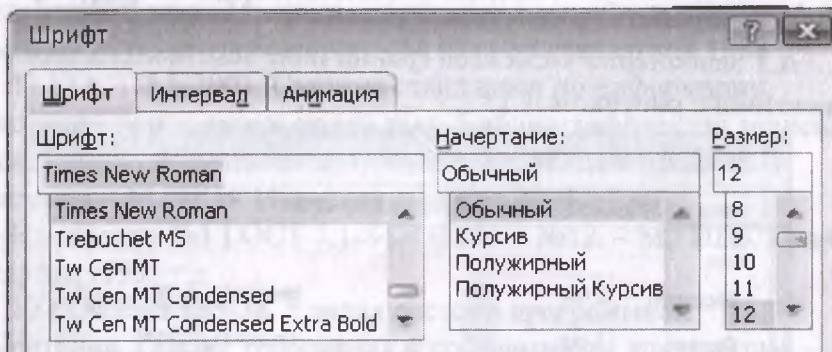 Шрифт
Шрифт Интервал Анимация
Шрифт: Начертание: Размер:
Times New Roman Обычный 12
Times New Roman Обычный 8
Trebuchet MS Курсив 9
Tw Cen MT Полужирный 10
Tw Cen MT Condensed Полужирный Курсив 11
Tw Cen MT Condensed Extra Bold 12